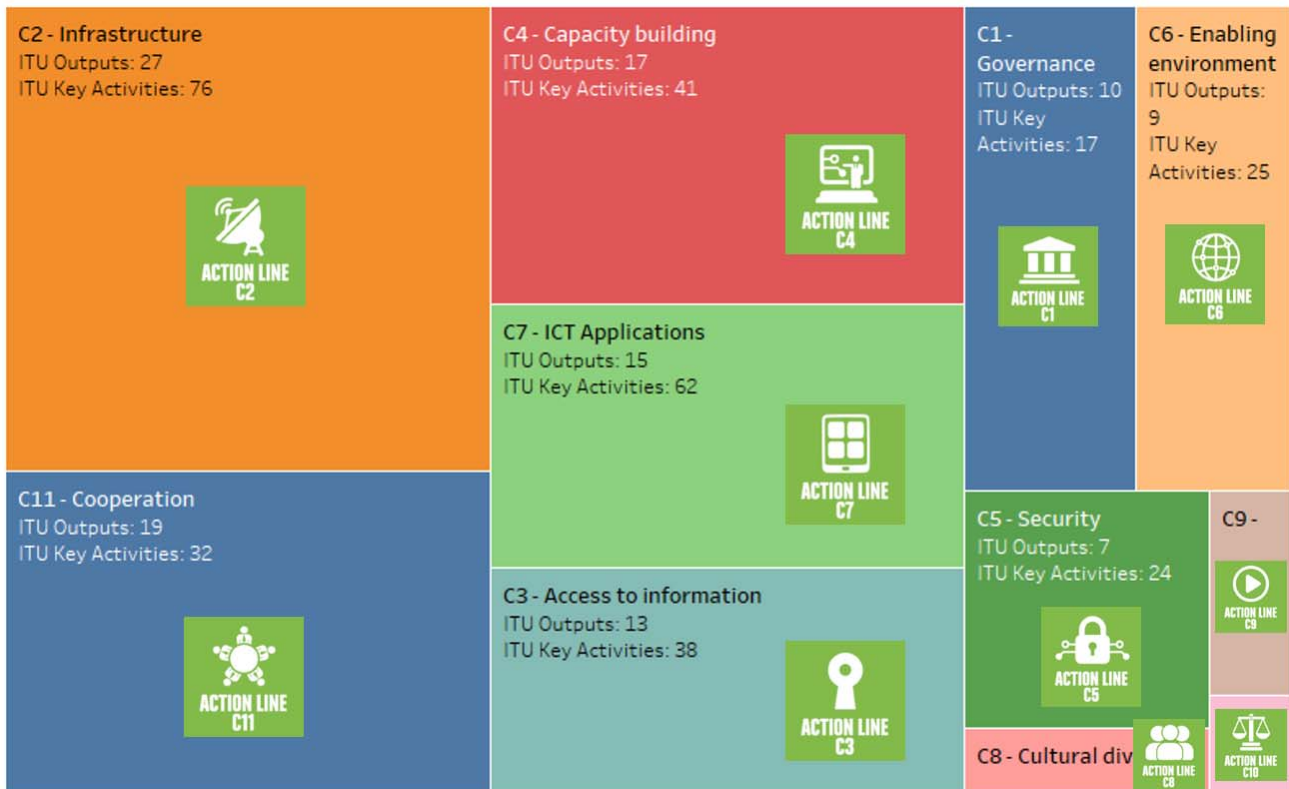 C2 - Infrastructure
ITU Outputs: 27
ITU Key Activities: 76
ACTION LINE
C2
C11 - Cooperation
ITU Outputs: 19
ITU Key Activities: 32
ACTION LINE
C11
C4 - Capacity building
ITU Outputs: 17
ITU Key Activities: 41
ACTION LINE
C4
C7 - ICT Applications
ITU Outputs: 15
ITU Key Activities: 62
ACTION LINE
C7
C3 - Access to information
ITU Outputs: 13
ITU Key Activities: 38
ACTION LINE
C3
C1 -
Governance
ITU Outputs: 10
ITU Key
Activities: 17
ACTION LINE
C1
C6 - Enabling
environment
ITU Outputs:
9
ITU Key
Activities: 25
ACTION LINE
C6
C5 - Security
ITU Outputs: 7
ITU Key Activities: 24
ACTION LINE
C5
C9 -
ACTION LINE
C9
C8 - Cultural div
ACTION LINE
C8
ACTION LINE
C10